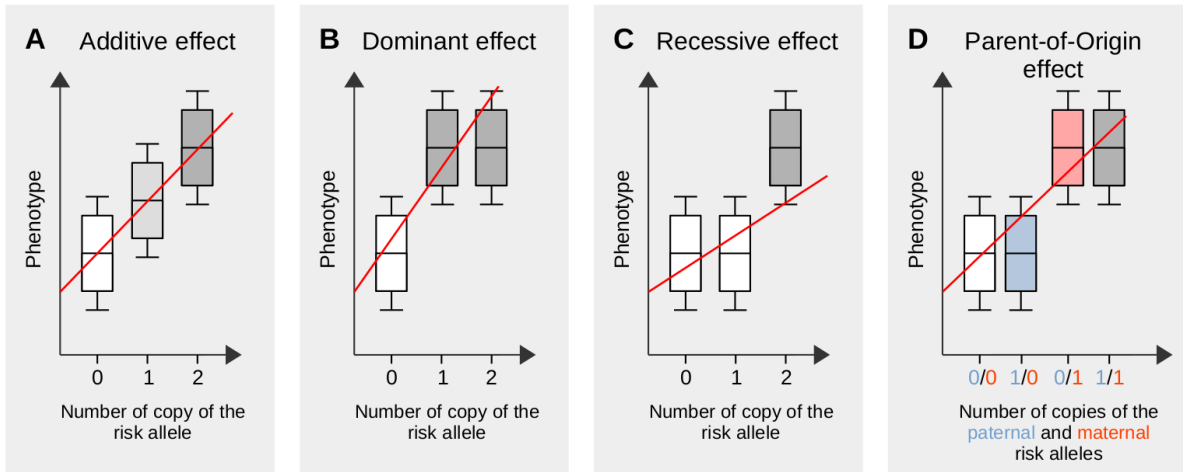 A Additive effect
Phenotype
0 1 2
Number of copy of the
risk allele
B Dominant effect
Phenotype
0 1 2
Number of copy of the
risk allele
C Recessive effect
Phenotype
0 1 2
Number of copy of the
risk allele
D Parent-of-Origin
effect
Phenotype
0/0 1/0 0/1 1/1
Number of copies of the
paternal and maternal
risk alleles